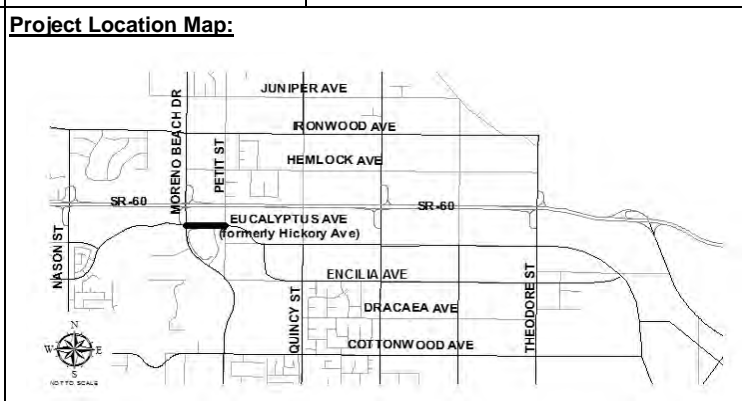 Project Location Map:
JUNIPER AVE
IRONWOOD AVE
HEMLOCK AVE
MORENO BEACH DR
PETIT ST
SR-60
SR-60
EUCALYPTUS AVE
(formerly Hickory Ave)
NASON ST
ENCILIA AVE
QUINCY ST
DRACAEA AVE
THEODORE ST
COTTONWOOD AVE
N
W
E
S
NOT TO SCALE